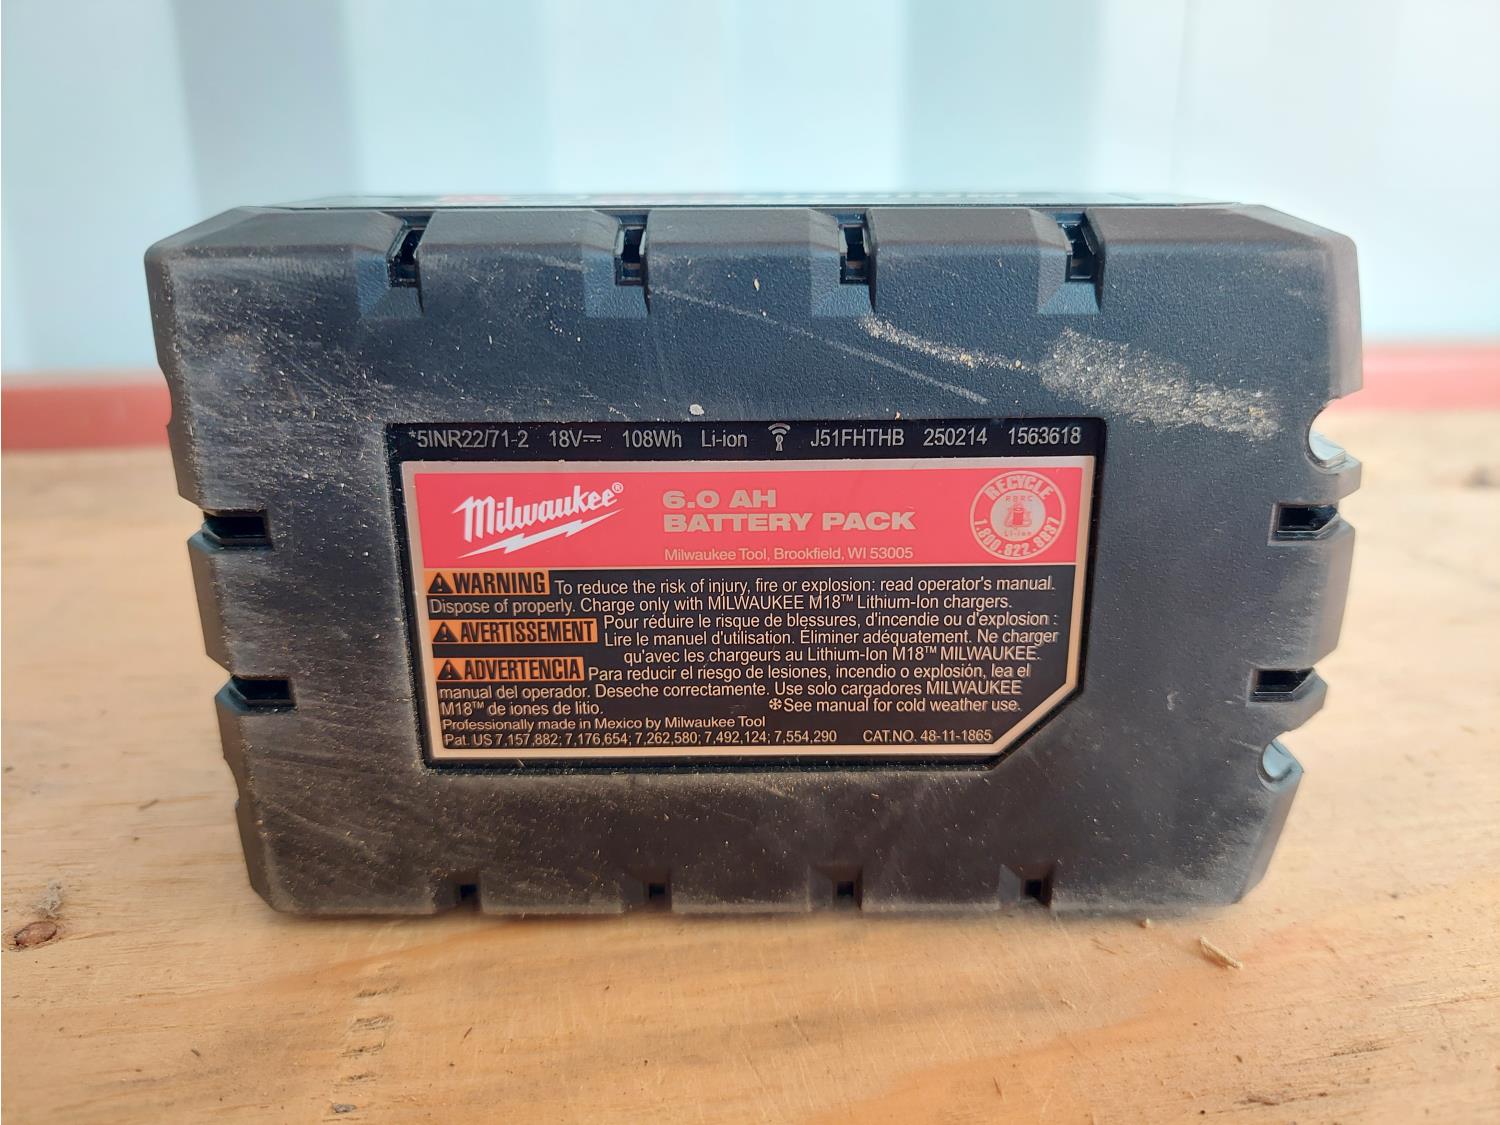 *5INR22/71-2 18V⎓ 108Wh Li-ion J51FHTHB 250214 1563618
Milwaukee®
6.0 AH
BATTERY PACK
Milwaukee Tool, Brookfield, WI 53005
RECYCLE
RBRC
Li-ion
1.800.822.8837
WARNING To reduce the risk of injury, fire or explosion: read operator's manual.
Dispose of properly. Charge only with MILWAUKEE M18™ Lithium-Ion chargers.
AVERTISSEMENT Pour réduire le risque de blessures, d'incendie ou d'explosion :
Lire le manuel d'utilisation. Éliminer adéquatement. Ne charger
qu'avec les chargeurs au Lithium-Ion M18™ MILWAUKEE.
ADVERTENCIA Para reducir el riesgo de lesiones, incendio o explosión, lea el
manual del operador. Deseche correctamente. Use solo cargadores MILWAUKEE
M18™ de iones de litio. ❄See manual for cold weather use.
Professionally made in Mexico by Milwaukee Tool
Pat. US 7,157,882; 7,176,654; 7,262,580; 7,492,124; 7,554,290 CAT.NO. 48-11-1865